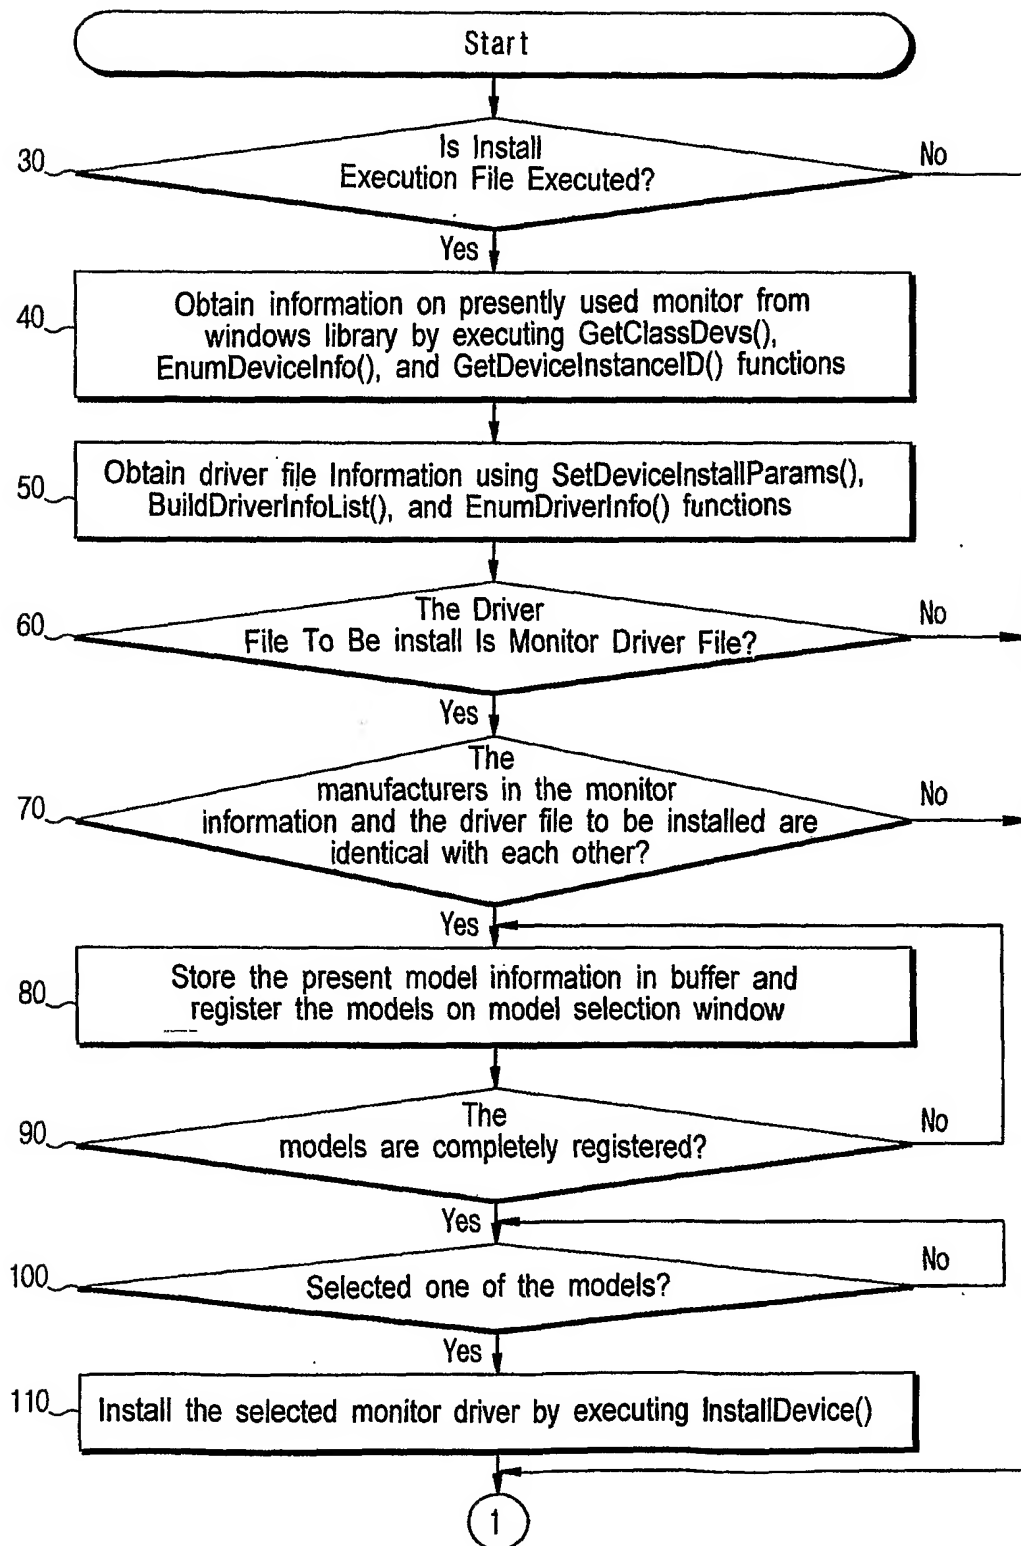 Start
30
Is Install
Execution File Executed?
No
Yes
40
Obtain information on presently used monitor from
windows library by executing GetClassDevs(),
EnumDeviceInfo(), and GetDeviceInstanceID() functions
50
Obtain driver file Information using SetDeviceInstallParams(),
BuildDriverInfoList(), and EnumDriverInfo() functions
60
The Driver
File To Be install Is Monitor Driver File?
No
Yes
70
The
manufacturers in the monitor
information and the driver file to be installed are
identical with each other?
No
Yes
80
Store the present model information in buffer and
register the models on model selection window
90
The
models are completely registered?
No
Yes
100
Selected one of the models?
No
Yes
110
Install the selected monitor driver by executing InstallDevice()
1